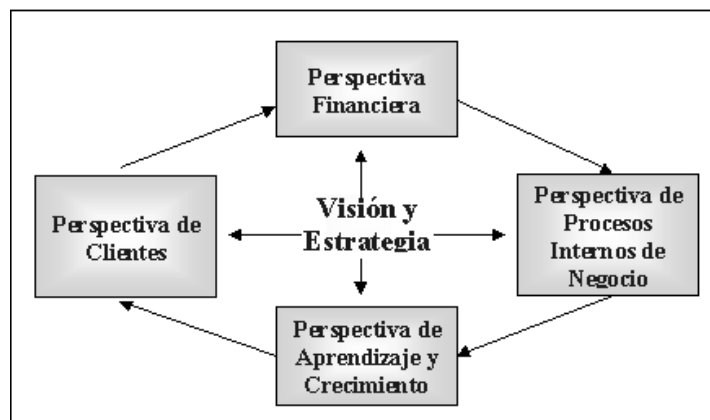 Perspectiva
Financiera
Perspectiva de
Clientes
Visión y
Estrategia
Perspectiva de
Procesos
Internos de
Negocio
Perspectiva de
Aprendizaje y
Crecimiento